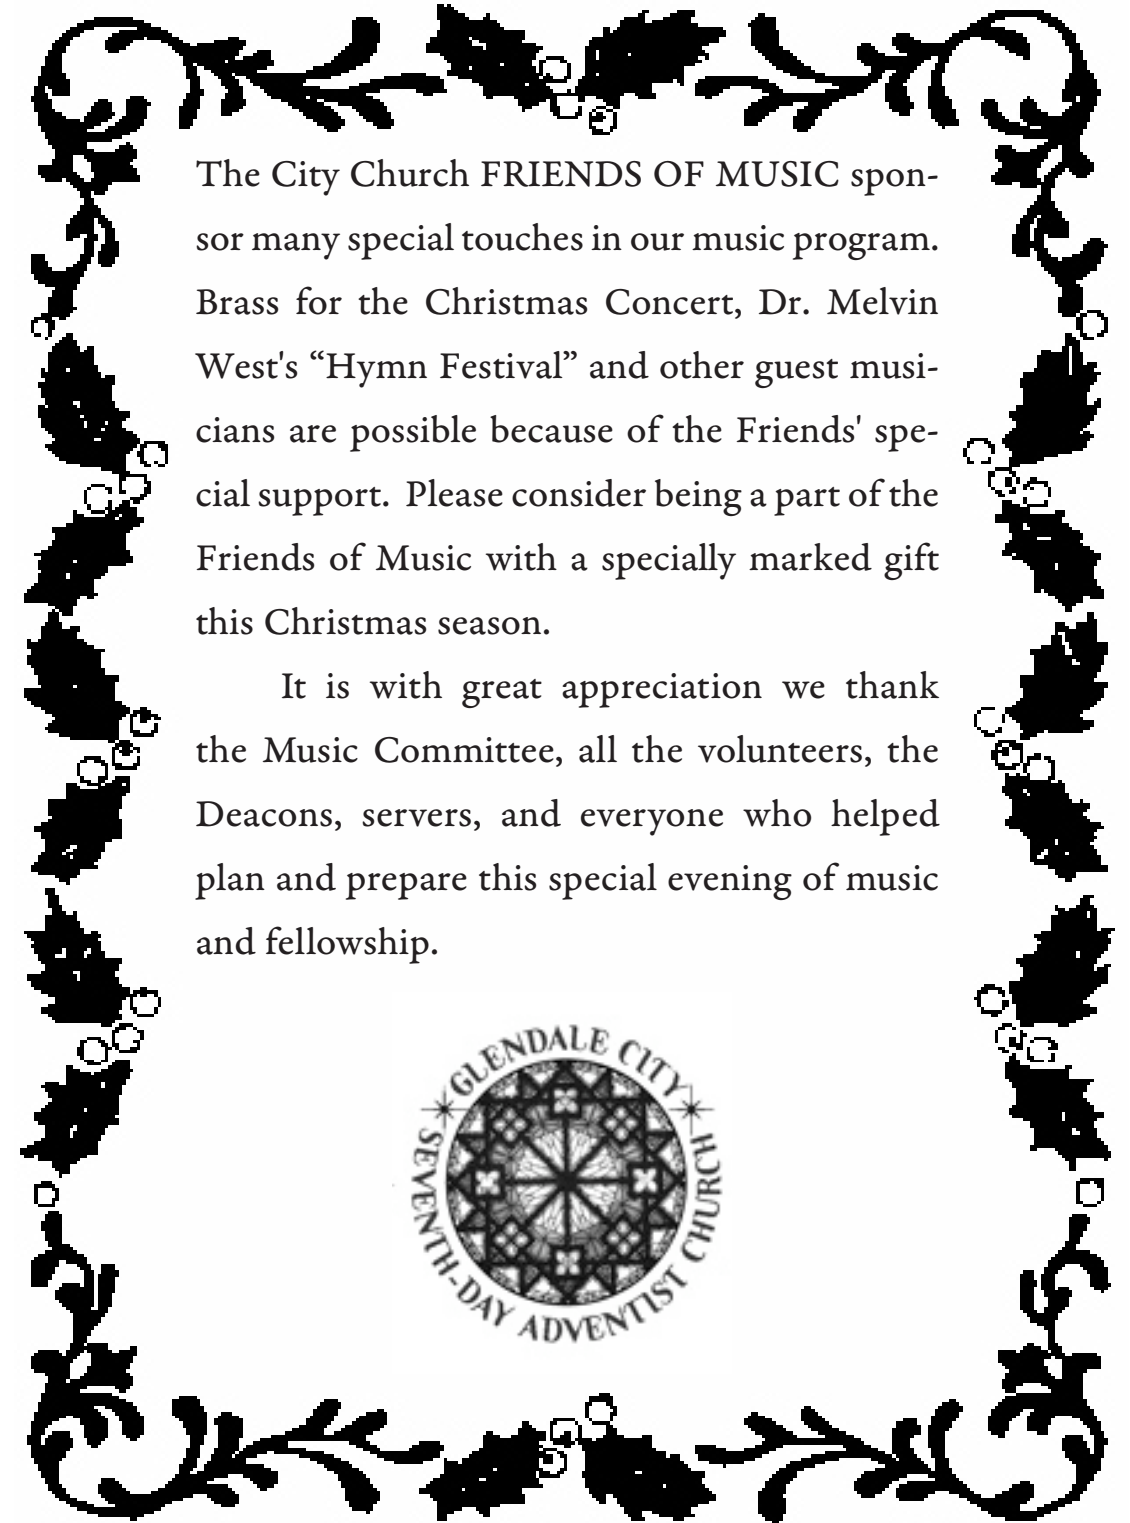 The City Church FRIENDS OF MUSIC spon-
sor many special touches in our music program.
Brass for the Christmas Concert, Dr. Melvin
West's “Hymn Festival” and other guest musi-
cians are possible because of the Friends' spe-
cial support. Please consider being a part of the
Friends of Music with a specially marked gift
this Christmas season.
It is with great appreciation we thank
the Music Committee, all the volunteers, the
Deacons, servers, and everyone who helped
plan and prepare this special evening of music
and fellowship.
GLENDALE CITY
SEVENTH-DAY ADVENTIST CHURCH